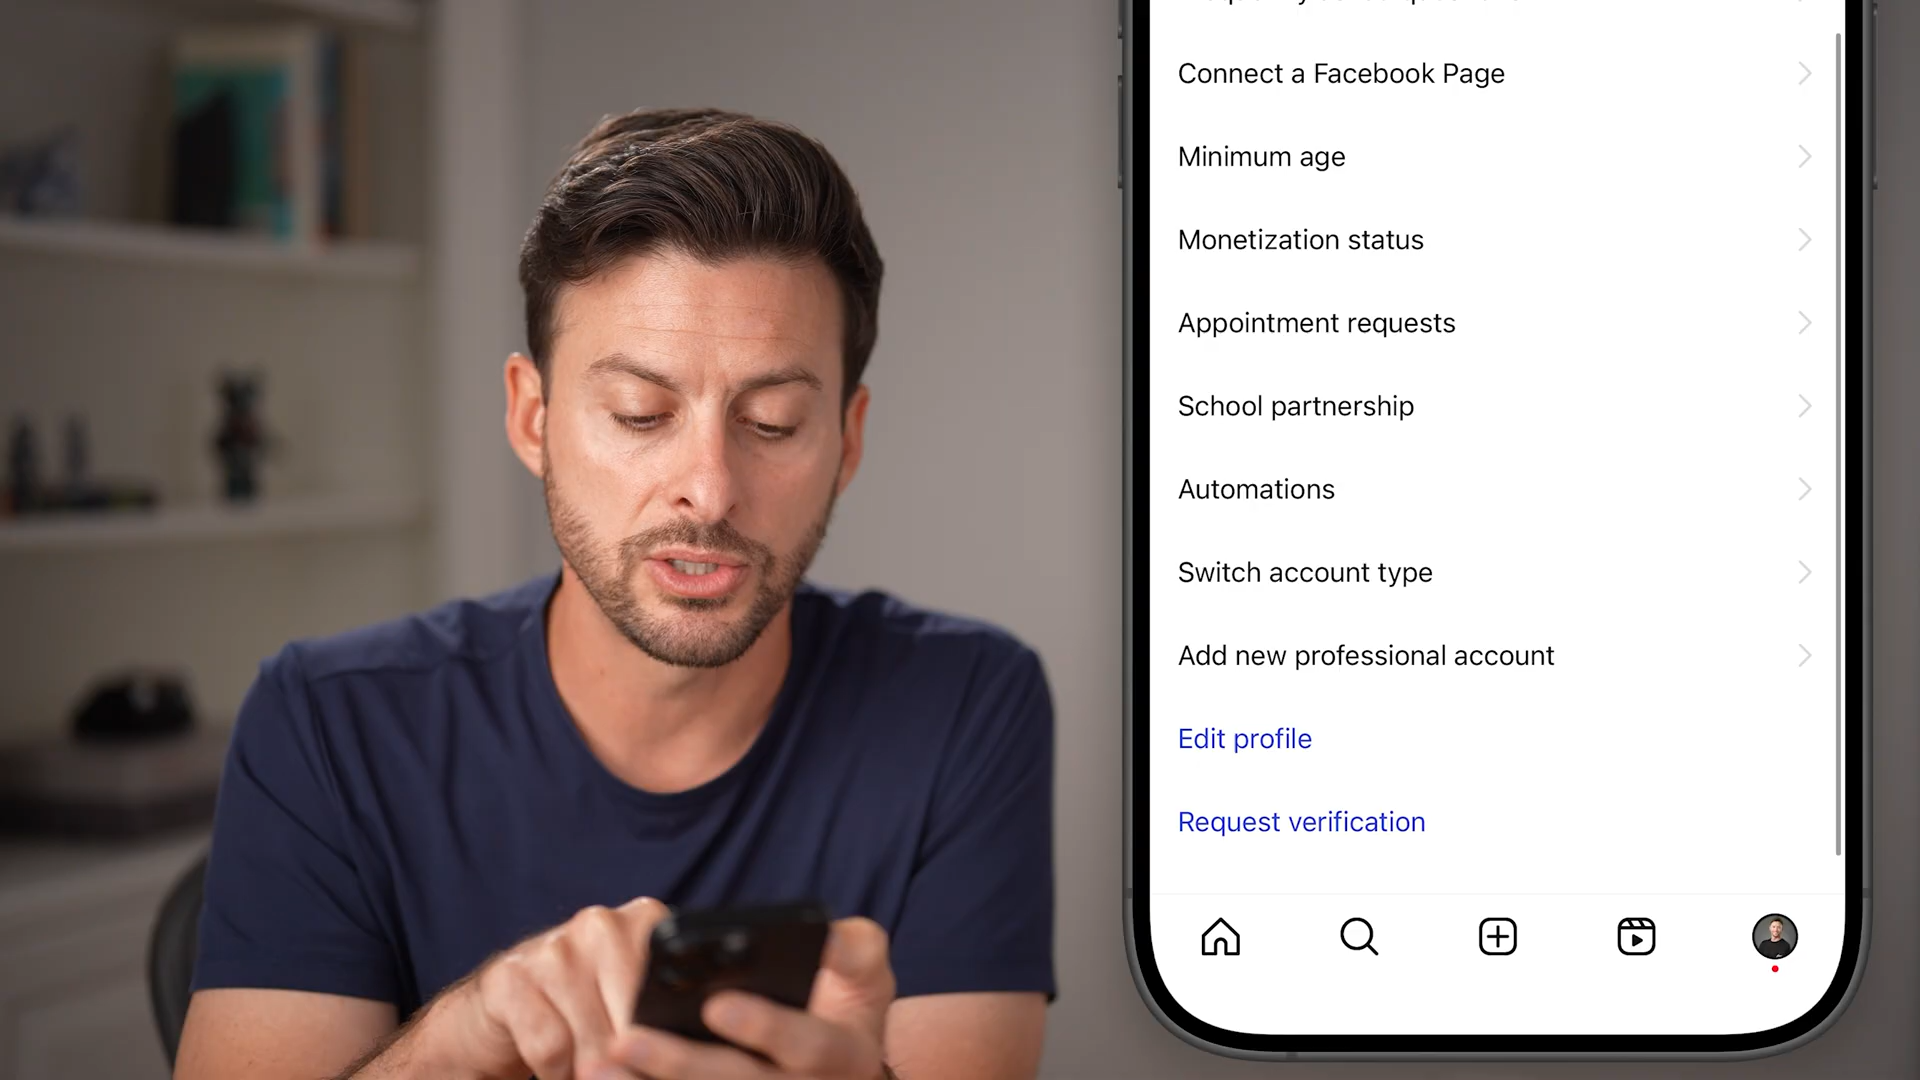 Connect a Facebook Page
Minimum age
Monetization status
Appointment requests
School partnership
Automations
Switch account type
Add new professional account
Edit profile
Request verification